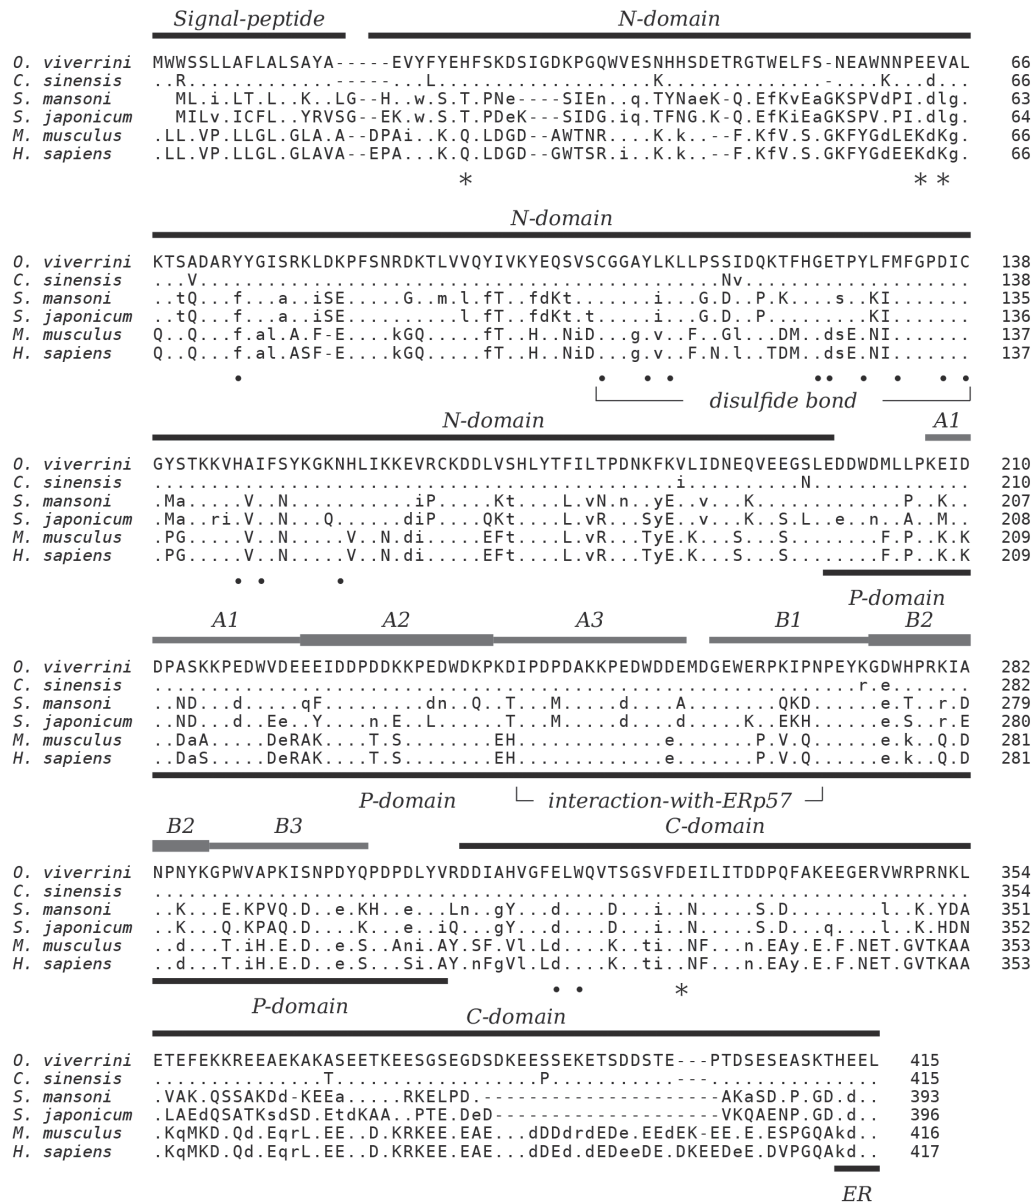 Signal-peptide N-domain
O. viverrini MWWSSLLAFLALSAYA-----EVYFYEHFSKDSIGDKPGQWVESNHHSDETRGTWELFS-NEAWNNPEEVAL 66
C. sinensis ..R.............-----...L...................K..............-....K...d... 66
S. mansoni ML.i.LT.L..K..LG--H..w.S.T.PNe----SIEn..q.TYNaeK-Q.EfKvEaGKSPVdPI.dlg. 63
S. japonicum MILv.ICFL..YRVSG--EK.w.S.T.PDeK---SIDG.iq.TFNG.K-Q.EfKiEaGKSPV.PI.dlg. 64
M. musculus .LL.VP.LLGL.GLA.A--DPAi..K.Q.LDGD--AWTNR...K.k...--F.KfV.S.GKFYGdLEKdKg. 66
H. sapiens .LL.VP.LLGL.GLAVA--EPA...K.Q.LDGD--GWTSR.i..K.k...--F.KfV.S.GKFYGdEEKdKg. 66
* * *
N-domain
O. viverrini KTSADARYYGISRKLDKPFSNRDKTLVVQYIVKYEQSVSCGGAYLKLLPSSIDQKTFHGETPYLFMFGPDIC 138
C. sinensis ...V..............................................Nv.................... 138
S. mansoni ..tQ...f...a..iSE.....G..m.l.fT..fdKt.......i...G.D..P.K....s..KI....... 135
S. japonicum ..tQ...f...a..iSE..........l.fT..fdKt.t.....i...G.D..P.........KI....... 136
M. musculus Q..Q...f.al.A.F-E....kGQ.....fT..H..NiD...g.v..F..Gl...DM..dsE.NI....... 137
H. sapiens Q..Q...f.al.ASF-E....kGQ.....fT..H..NiD...g.v..F.N.l..TDM..dsE.NI....... 137
• • • • • • • • • •
disulfide bond
N-domain A1
O. viverrini GYSTKKVHAIFSYKGKNHLIKKEVRCKDDLVSHLYTFILTPDNKFKVLIDNEQVEEGSLEDDWDMLLPKEID 210
C. sinensis ..............................................i..........N.............. 210
S. mansoni .Ma.....V..N...........iP.....Kt....L.vN.n..yE..v...K.............P..K.. 207
S. japonicum .Ma..ri.V..N...Q......diP....QKt....L.vR...SyE..v...K...S.L..e..n..A..M.. 208
M. musculus .PG.....V..N.....V..N.di.....EFt....L.vR...TyE.K...S...S........F.P..K.K 209
H. sapiens .PG.....V..N.....V..N.di.....EFt....L.vR...TyE.K...S...S........F.P..K.K 209
• • •
P-domain
A1 A2 A3 B1 B2
O. viverrini DPASKKPEDWVDEEEIDDPDDKKPEDWDKPKDIPDPDAKKPEDWDDEMDGEWERPKIPNPEYKGDWHPRKIA 282
C. sinensis ..............................................................r.e....... 282
S. mansoni ..ND...d.....qF.........dn..Q..T...M.....d....A........QKD......e.T..r.D 279
S. japonicum ..ND...d..Ee..Y....n.E..L......T...M.....d....d.....K..EKH......e.S..r.E 280
M. musculus ..DaA.....DeRAK....T.S........EH.............e.......P.V.Q......e.k..Q.D 281
H. sapiens ..DaS.....DeRAK....T.S........EH.............e.......P.V.Q......e.k..Q.D 281
P-domain interaction-with-ERp57
B2 B3 C-domain
O. viverrini NPNYKGPWVAPKISNPDYQPDPDLYVRDDIAHVGFELWQVTSGSVFDEILITDDPQFAKEEGERVWRPRNKL 354
C. sinensis ........................................................................ 354
S. mansoni ..K...E.KPVQ.D..e.KH..e...Ln..gY...d....D...i..N.....S.D........l..K.YDA 351
S. japonicum ..K...Q.KPAQ.D..e.K...e..iQ...gY...d....D...i..N.....S.D...q....l..K.HDN 352
M. musculus ..d...T.iH.E.D..e.S..Ani.AY.SF.Vl.Ld....K..ti..NF...n.EAy.E.F.NET.GVTKAA 353
H. sapiens ..d...T.iH.E.D..e.S...Si.AY.nFgVl.Ld....K..ti..NF...n.EAy.E.F.NET.GVTKAA 353
• • *
P-domain
C-domain
O. viverrini ETEFEKKREEAEKAKASEETKEESGSEGDSDKEESSEKETSDDSTE---PTDSESEASKTHEEL 415
C. sinensis ...............T..................P...........---............... 415
S. mansoni .VAK.QSSAKDd-KEEa.....RKELPD.---------------------AKaSD.P.GD.d.. 393
S. japonicum .LAEdQSATKsdSD.EtdKAA..PTE.DeD--------------------VKQAENP.GD.d.. 396
M. musculus .KqMKD.Qd.EqrL.EE..D.KRKEE.EAE...dDDdrdEDe.EEdEK-EE.E.ESPGQAkd.. 416
H. sapiens .KqMKD.Qd.EqrL.EE..D.KRKEE.EAE...dDEd.dEDeeDE.DKEEDeE.DVPGQAkd.. 417
ER